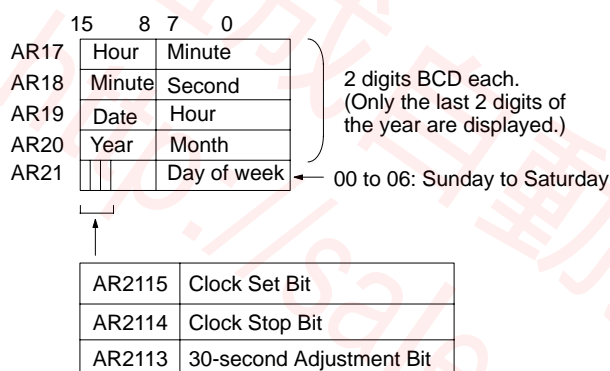 15 8 7 0
AR17 Hour Minute
AR18 Minute Second
AR19 Date Hour
AR20 Year Month
AR21 Day of week
2 digits BCD each.
(Only the last 2 digits of
the year are displayed.)
00 to 06: Sunday to Saturday
AR2115 Clock Set Bit
AR2114 Clock Stop Bit
AR2113 30-second Adjustment Bit